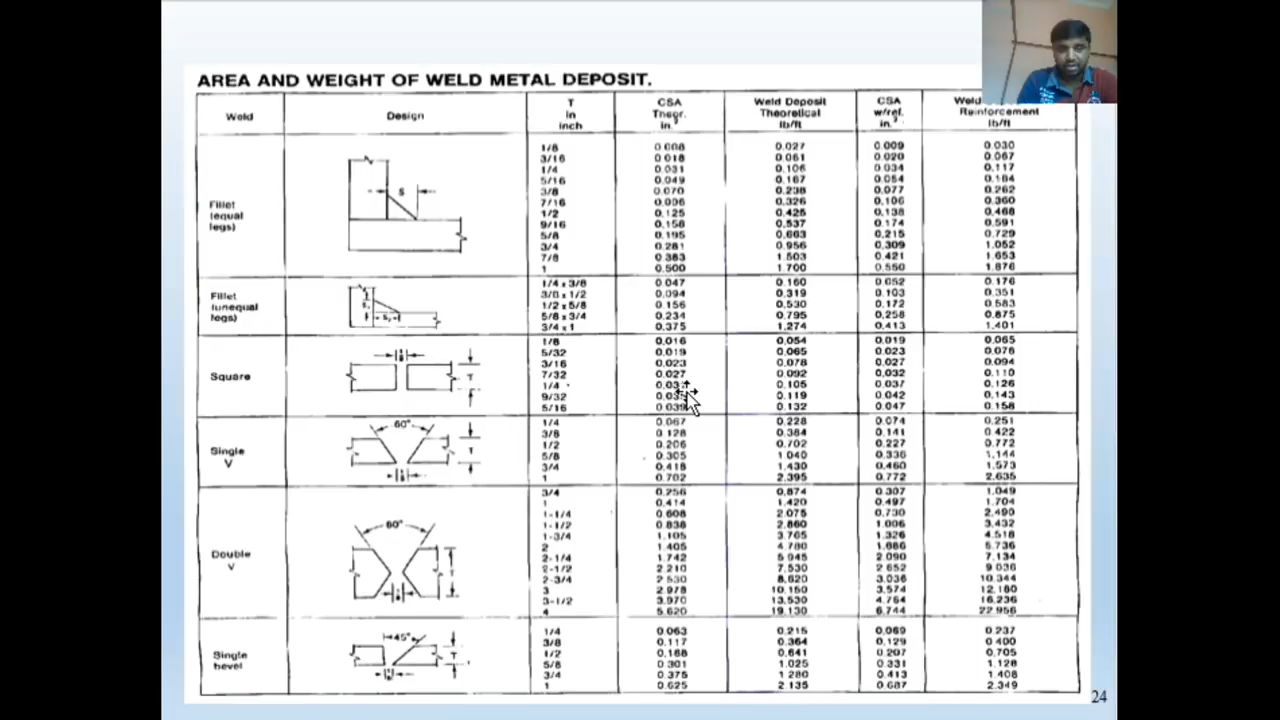 AREA AND WEIGHT OF WELD METAL DEPOSIT.
Weld Design T in inch CSA Theor. in.² Weld Deposit Theoretical lb/ft CSA w/ref. in.² Reinforcement lb/ft
Fillet (equal legs)
S
1/8 0.008 0.027 0.009 0.030
3/16 0.018 0.061 0.020 0.067
1/4 0.031 0.106 0.034 0.117
5/16 0.049 0.167 0.054 0.184
3/8 0.070 0.238 0.077 0.262
7/16 0.326 0.106 0.360
1/2 0.125 0.425 0.138 0.468
9/16 0.158 0.537 0.174 0.591
5/8 0.195 0.663 0.215 0.729
3/4 0.281 0.956 0.309 1.052
7/8 0.383 1.503 0.421 1.653
1 0.500 1.700 0.550 1.876
Fillet (unequal legs)
1/4 x 3/8 0.047 0.160 0.052 0.176
3/8 x 1/2 0.094 0.319 0.103 0.351
1/2 x 5/8 0.156 0.530 0.172 0.583
5/8 x 3/4 0.234 0.795 0.258 0.875
3/4 x 1 0.375 1.274 0.413 1.401
Square
T
1/8 0.016 0.054 0.019 0.065
5/32 0.019 0.065 0.023 0.078
3/16 0.023 0.078 0.027 0.094
7/32 0.027 0.092 0.032 0.110
1/4 0.105 0.037 0.126
9/32 0.119 0.042 0.143
5/16 0.039 0.132 0.047 0.158
Single V
60°
T
1/4 0.067 0.228 0.074 0.251
3/8 0.128 0.384 0.141 0.422
1/2 0.206 0.702 0.227 0.772
5/8 0.305 1.040 0.336 1.144
3/4 0.418 1.430 0.460 1.573
1 0.702 2.395 0.772 2.635
Double V
60°
T
3/4 0.256 0.874 0.307 1.049
1 0.414 1.420 0.497 1.704
1-1/4 0.608 2.075 0.730 2.490
1-1/2 0.838 2.860 1.006 3.432
1-3/4 1.105 3.765 1.326 4.518
2 1.405 4.780 1.686 5.736
2-1/4 1.742 5.945 2.090 7.134
2-1/2 2.210 7.530 2.652 9.036
2-3/4 2.530 8.620 3.036 10.344
3 2.978 10.150 3.574 12.180
3-1/2 3.970 13.530 4.764 16.236
4 5.620 19.130 6.744 22.956
Single bevel
45°
T
1/4 0.063 0.215 0.069 0.237
3/8 0.117 0.364 0.129 0.400
1/2 0.188 0.641 0.207 0.705
5/8 0.301 1.025 0.331 1.128
3/4 0.375 1.280 0.413 1.408
1 0.625 2.135 0.687 2.349
24